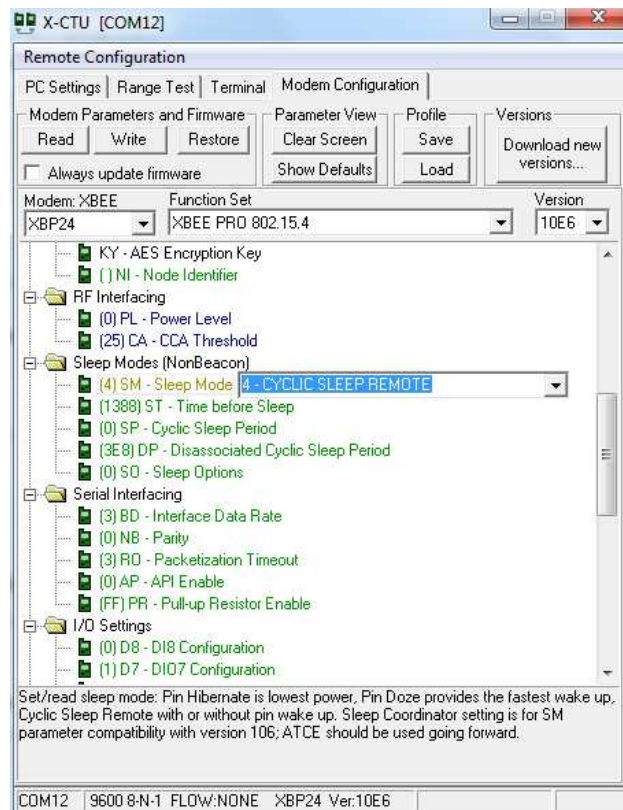 X-CTU [COM12]
Remote Configuration
PC Settings | Range Test | Terminal | Modem Configuration
Modem Parameters and Firmware Parameter View Profile Versions
Read Write Restore Clear Screen Save Download new versions...
Always update firmware Show Defaults Load
Modem: XBEE Function Set Version
XBP24 XBEE PRO 802.15.4 10E6
KY - AES Encryption Key
( ) NI - Node Identifier
RF Interfacing
(0) PL - Power Level
(25) CA - CCA Threshold
Sleep Modes (NonBeacon)
(4) SM - Sleep Mode 4 - CYCLIC SLEEP REMOTE
(1388) ST - Time before Sleep
(0) SP - Cyclic Sleep Period
(3E8) DP - Disassociated Cyclic Sleep Period
(0) SO - Sleep Options
Serial Interfacing
(3) BD - Interface Data Rate
(0) NB - Parity
(3) RO - Packetization Timeout
(0) AP - API Enable
(FF) PR - Pull-up Resistor Enable
I/O Settings
(0) D8 - DI8 Configuration
(1) D7 - DIO7 Configuration
Set/read sleep mode: Pin Hibernate is lowest power, Pin Doze provides the fastest wake up,
Cyclic Sleep Remote with or without pin wake up. Sleep Coordinator setting is for SM
parameter compatibility with version 106; ATCE should be used going forward.
COM12 9600 8-N-1 FLOW:NONE XBP24 Ver:10E6